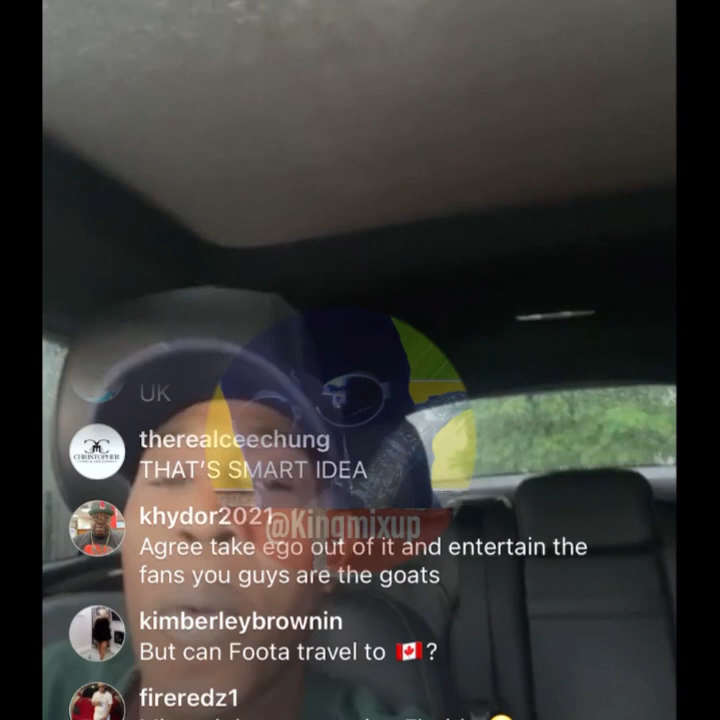 UK
therealceechung
THAT'S SMART IDEA
CHRISTOPHER
khydor2021
@Kingmixup
Agree take ego out of it and entertain the
fans you guys are the goats
kimberleybrownin
But can Foota travel to 🇨🇦?
fireredz1